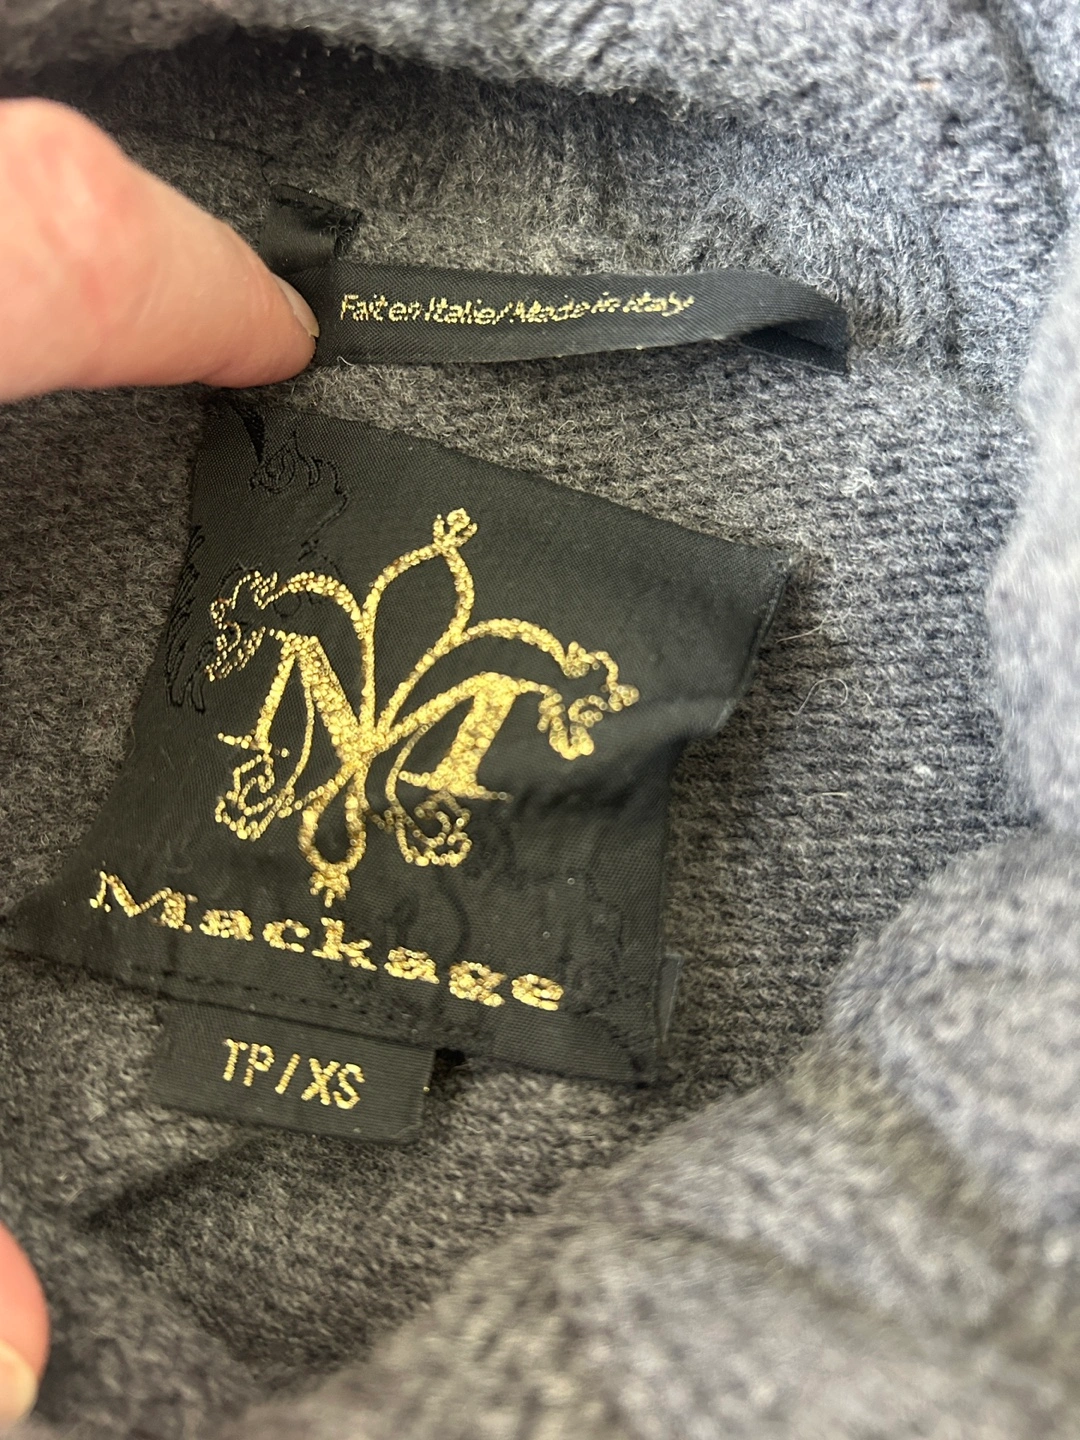 Fait en Italie/Made in Italy
M
Mackage
TP/XS